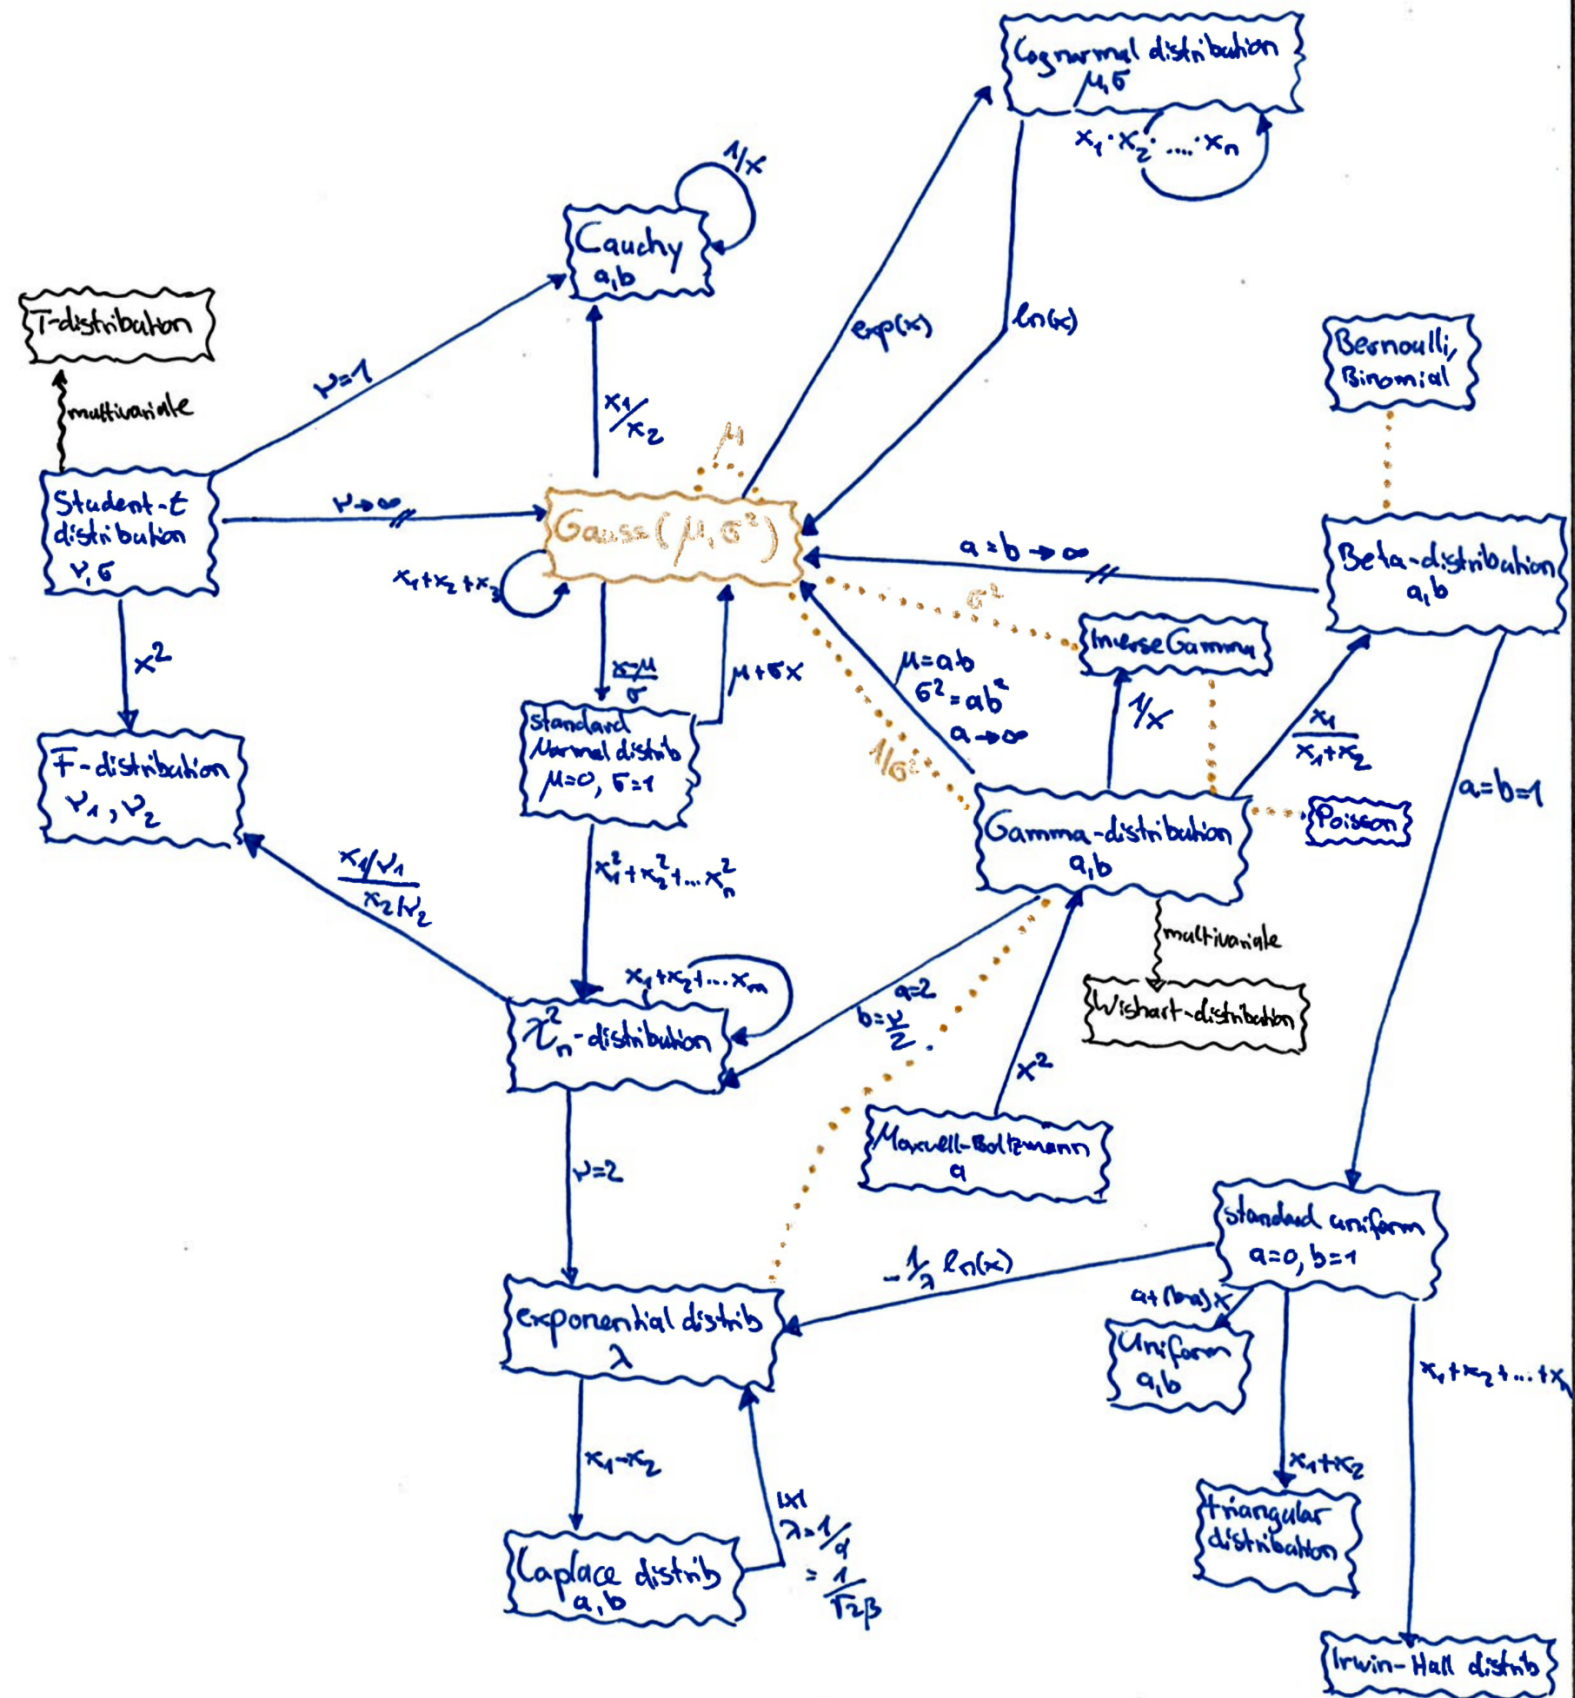 Lognormal distribution
μ, σ
x₁ · x₂ · .... · xₙ
1/x
Cauchy
a, b
T-distribution
multivariate
ν=1
x₁/x₂
exp(x)
ln(x)
Bernoulli,
Binomial
μ
Student-t
distribution
ν, σ
ν→∞
Gauss(μ, σ²)
x₁+x₂+x₃
a=b→∞
Beta-distribution
a, b
σ²
x²
x-μ
σ
μ+σx
Inverse Gamma
μ=ab
σ²=ab²
a→∞
1/x
x₁
x₁+x₂
1/σ²
standard
Normal distrib
μ=0, σ=1
F-distribution
ν₁, ν₂
a=b=1
Gamma-distribution
a, b
Poisson
x₁/ν₁
x₂/ν₂
x₁²+x₂²+...xₙ²
multivariate
Wishart-distribution
x₁+x₂+...xₘ
χ²ₙ-distribution
a=2
b=ν/2
x²
Maxwell-Boltzmann
a
ν=2
standard uniform
a=0, b=1
-1/λ ln(x)
a+(b-a)x
Uniform
a, b
exponential distrib
λ
x₁+x₂+...+xₙ
x₁-x₂
|x|
λ=1/α
= 1/√2β
x₁+x₂
triangular
distribution
Laplace distrib
a, b
Irwin-Hall distrib